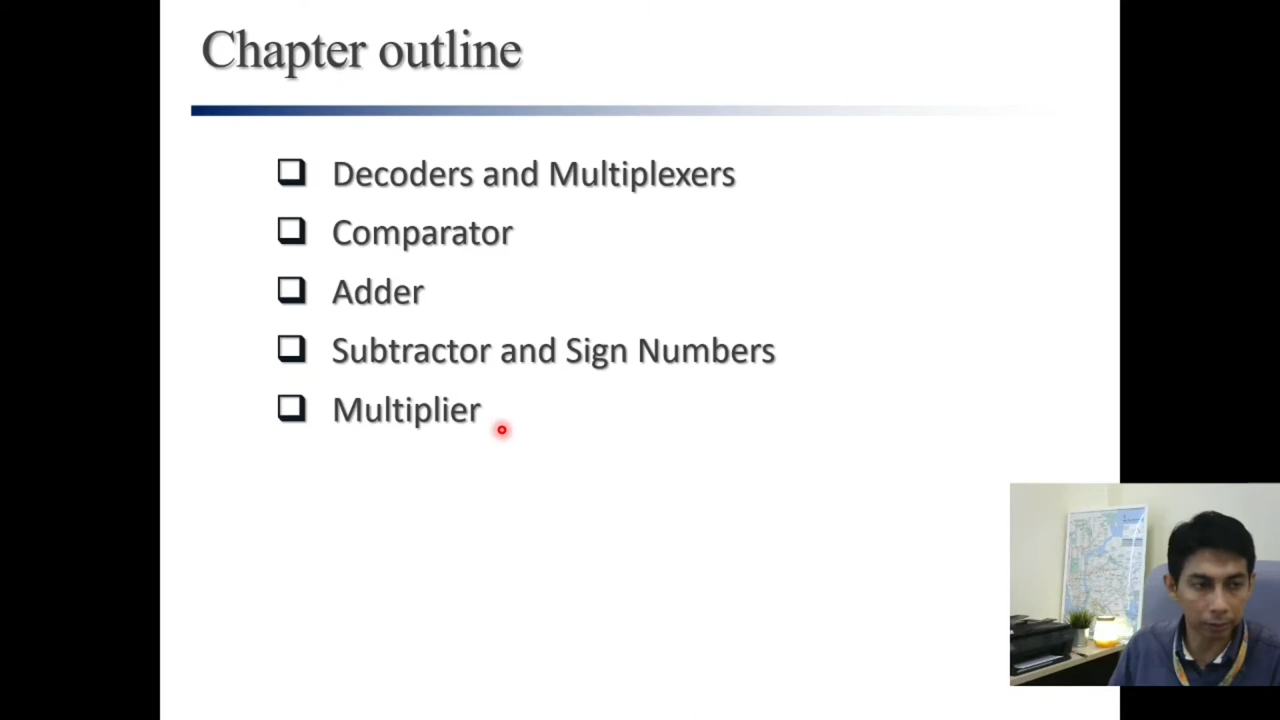 Chapter outline
Decoders and Multiplexers
Comparator
Adder
Subtractor and Sign Numbers
Multiplier